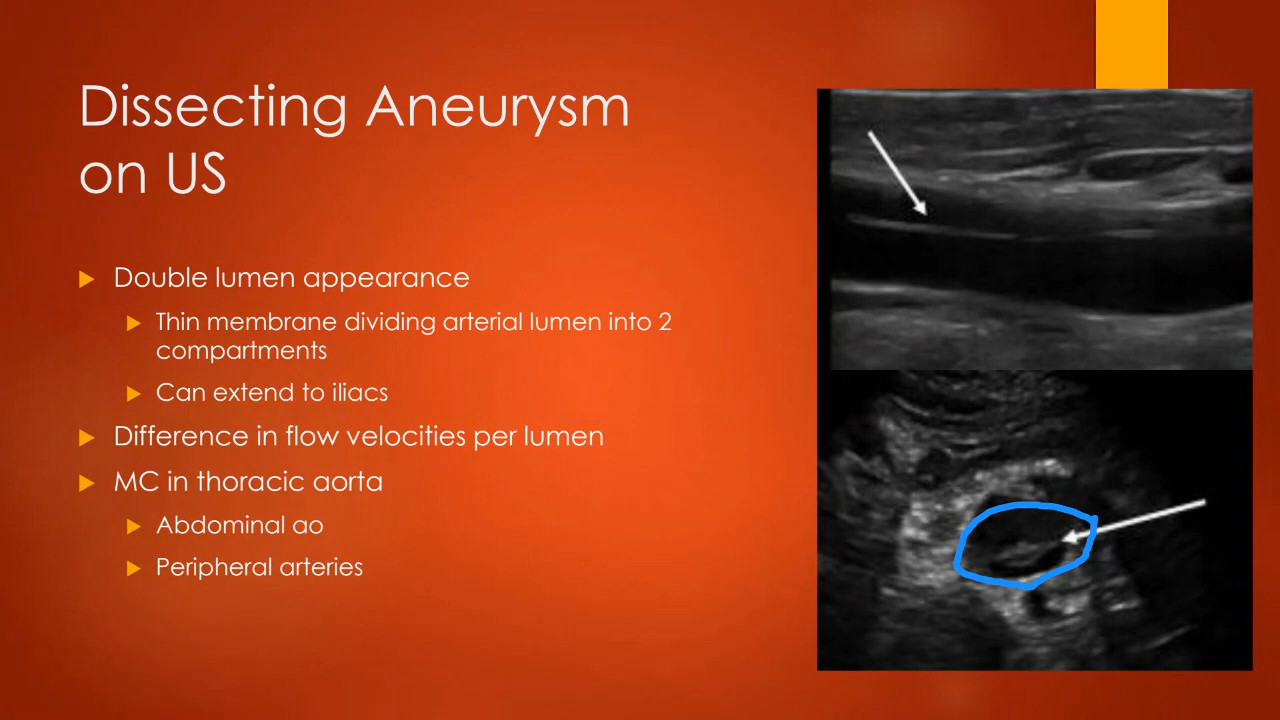 Dissecting Aneurysm
on US
Double lumen appearance
Thin membrane dividing arterial lumen into 2
compartments
Can extend to iliacs
Difference in flow velocities per lumen
MC in thoracic aorta
Abdominal ao
Peripheral arteries